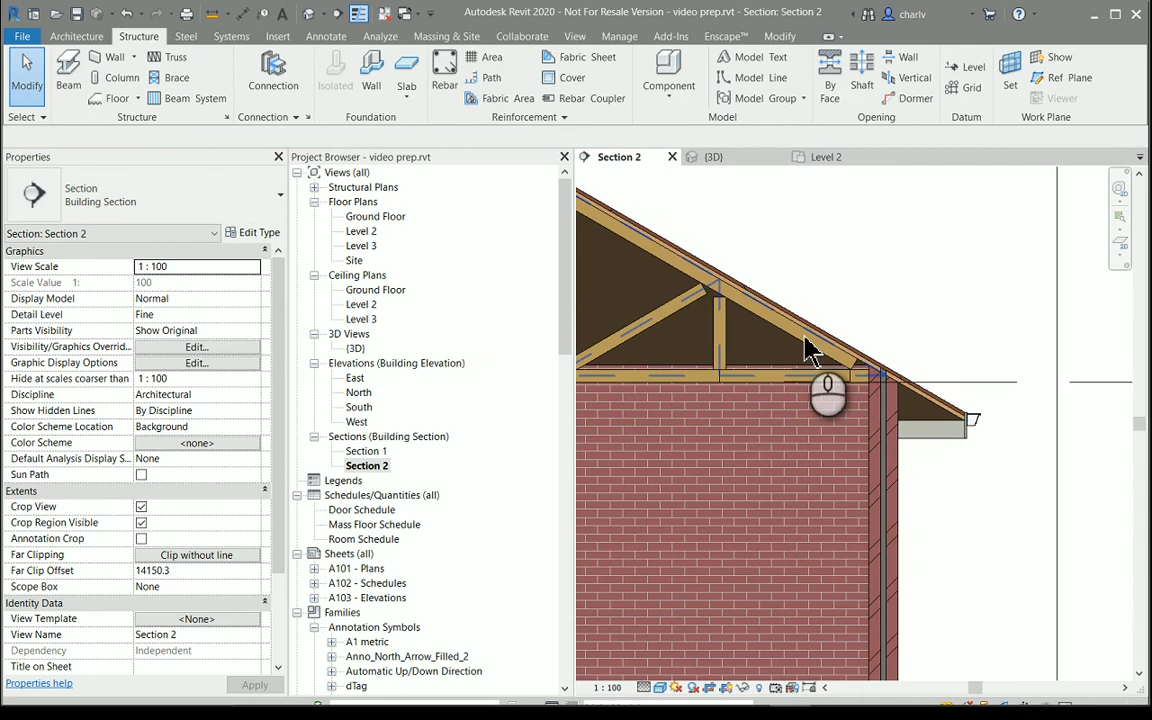 Autodesk Revit 2020 - Not For Resale Version - video prep.rvt - Section: Section 2
charlv
File Architecture Structure Steel Systems Insert Annotate Analyze Massing & Site Collaborate View Manage Add-Ins Enscape™ Modify
Modify Beam Wall Truss Connection Isolated Wall Slab Rebar Area Fabric Sheet Component Model Text By Face Shaft Wall Level Set Show
Column Brace Path Cover Model Line Vertical Grid Ref Plane
Floor Beam System Fabric Area Rebar Coupler Model Group Dormer Viewer
Select Structure Connection Foundation Reinforcement Model Opening Datum Work Plane
Properties
Section
Building Section
Section: Section 2 Edit Type
Graphics
View Scale 1 : 100
Scale Value 1: 100
Display Model Normal
Detail Level Fine
Parts Visibility Show Original
Visibility/Graphics Overrid... Edit...
Graphic Display Options Edit...
Hide at scales coarser than 1 : 100
Discipline Architectural
Show Hidden Lines By Discipline
Color Scheme Location Background
Color Scheme <none>
Default Analysis Display S... None
Sun Path
Extents
Crop View
Crop Region Visible
Annotation Crop
Far Clipping Clip without line
Far Clip Offset 14150.3
Scope Box None
Identity Data
View Template <None>
View Name Section 2
Dependency Independent
Title on Sheet
Properties help Apply
Project Browser - video prep.rvt
Views (all)
Structural Plans
Floor Plans
Ground Floor
Level 2
Level 3
Site
Ceiling Plans
Ground Floor
Level 2
Level 3
3D Views
{3D}
Elevations (Building Elevation)
East
North
South
West
Sections (Building Section)
Section 1
Section 2
Legends
Schedules/Quantities (all)
Door Schedule
Mass Floor Schedule
Room Schedule
Sheets (all)
A101 - Plans
A102 - Schedules
A103 - Elevations
Families
Annotation Symbols
A1 metric
Anno_North_Arrow_Filled_2
Automatic Up/Down Direction
dTag
Section 2 {3D} Level 2
1 : 100